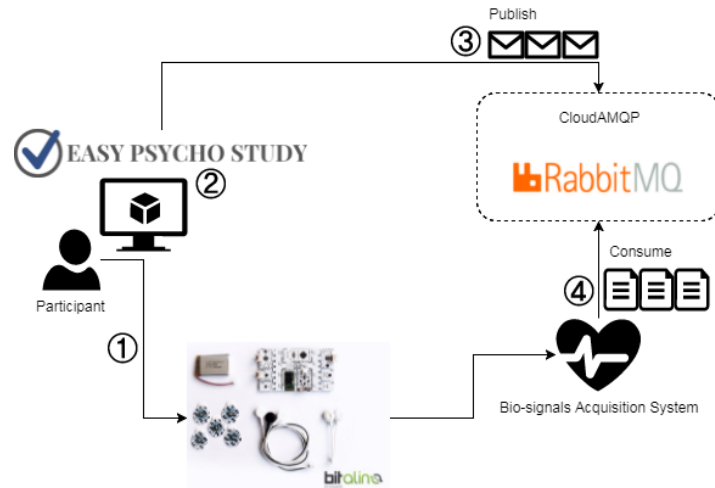 Publish
③
CloudAMQP
EASY PSYCHO STUDY
RabbitMQ
②
Consume
④
Participant
①
Bio-signals Acquisition System
bitalino